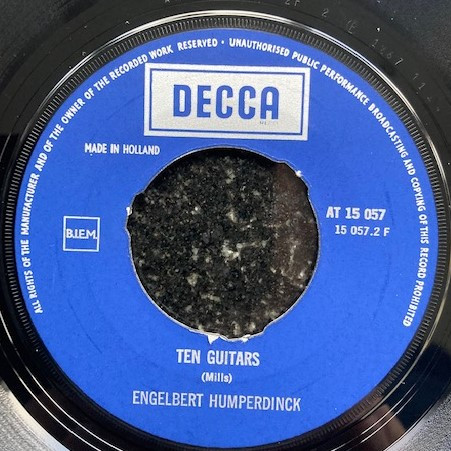 ALL RIGHTS OF THE MANUFACTURER AND OF THE OWNER OF THE RECORDED WORK RESERVED · UNAUTHORISED PUBLIC PERFORMANCE BROADCASTING AND COPYING OF THIS RECORD PROHIBITED
DECCA
MADE IN HOLLAND
B.I.E.M.
AT 15 057
15 057.2 F
TEN GUITARS
(Mills)
ENGELBERT HUMPERDINCK